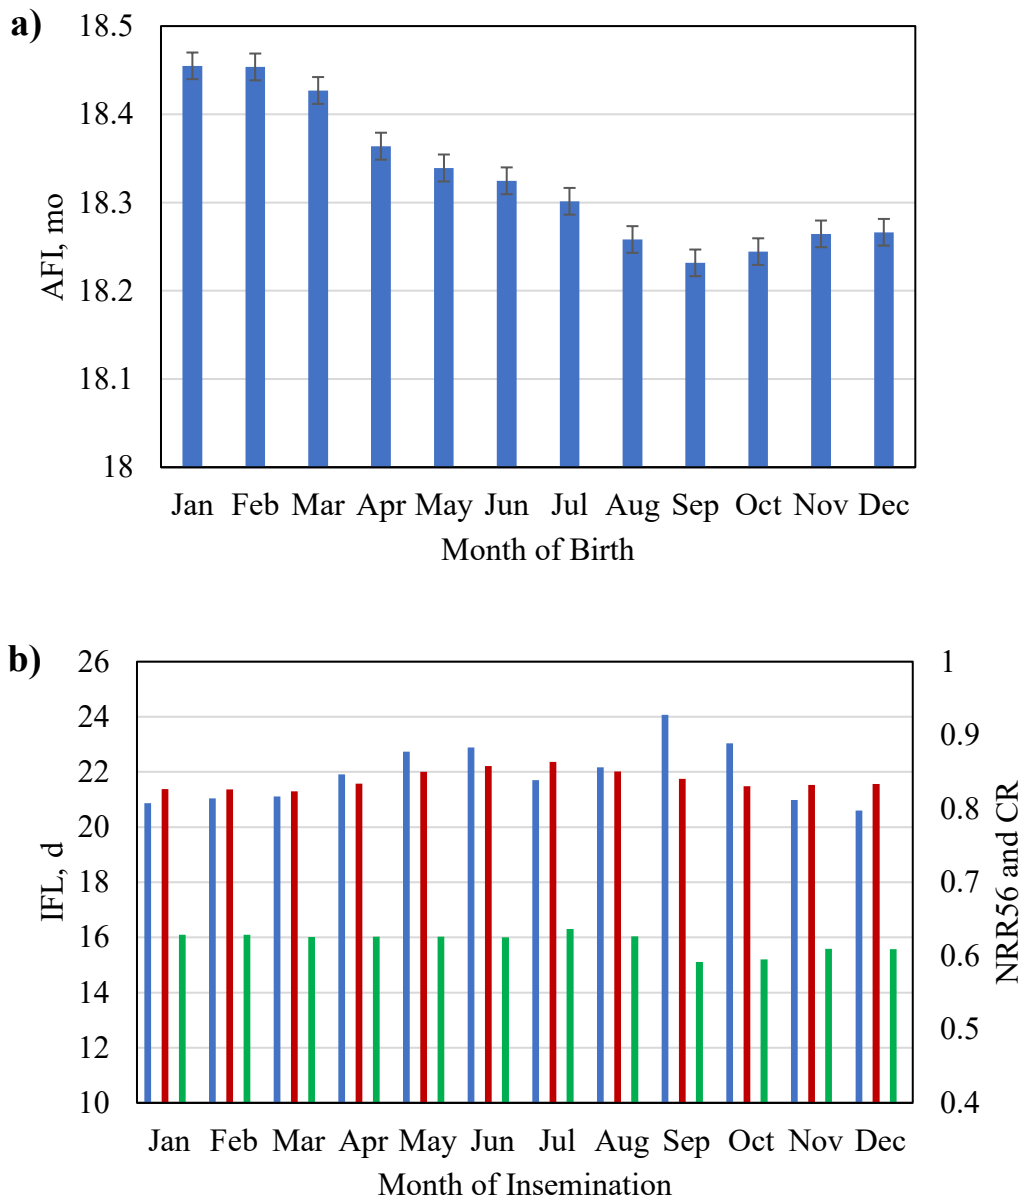 a)
18.5
18.4
18.3
18.2
18.1
18
AFI, mo
Jan Feb Mar Apr May Jun Jul Aug Sep Oct Nov Dec
Month of Birth
b)
26
24
22
20
18
16
14
12
10
IFL, d
1
0.9
0.8
0.7
0.6
0.5
0.4
NRR56 and CR
Jan Feb Mar Apr May Jun Jul Aug Sep Oct Nov Dec
Month of Insemination